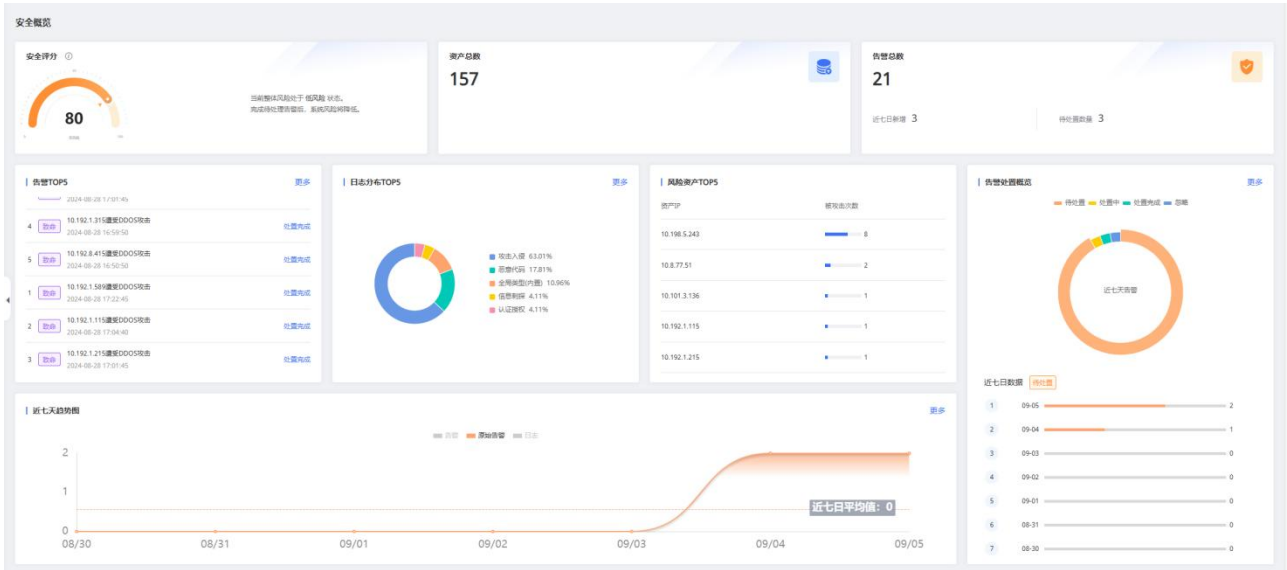 安全概览
安全评分
80
当前整体风险处于 低风险 状态。
完成待处理告警后，系统风险将降低。
资产总数
157
告警总数
21
近七日新增 3
待处置数量 3
告警TOP5
更多
2024-08-28 17:01:45
4 致命 10.192.1.315遭受DDOS攻击 处置完成
2024-08-28 16:59:50
5 致命 10.192.8.415遭受DDOS攻击 处置完成
2024-08-28 16:50:50
1 致命 10.192.1.589遭受DDOS攻击 处置完成
2024-08-28 17:22:45
2 致命 10.192.1.115遭受DDOS攻击 处置完成
2024-08-28 17:04:40
3 致命 10.192.1.215遭受DDOS攻击 处置完成
2024-08-28 17:01:45
日志分布TOP5
更多
攻击入侵 63.01%
恶意代码 17.81%
全局类型(内置) 10.96%
信息刺探 4.11%
认证授权 4.11%
风险资产TOP5
资产IP 被攻击次数
10.198.5.243 8
10.8.77.51 2
10.101.3.136 1
10.192.1.115 1
10.192.1.215 1
告警处置概览
更多
待处置 处置中 处置完成 忽略
近七天告警
近七日数据 待处置
1 09-05 2
2 09-04 1
3 09-03 0
4 09-02 0
5 09-01 0
6 08-31 0
7 08-30 0
近七天趋势图
更多
告警 原始告警 日志
2
1
0
近七日平均值：0
08/30 08/31 09/01 09/02 09/03 09/04 09/05